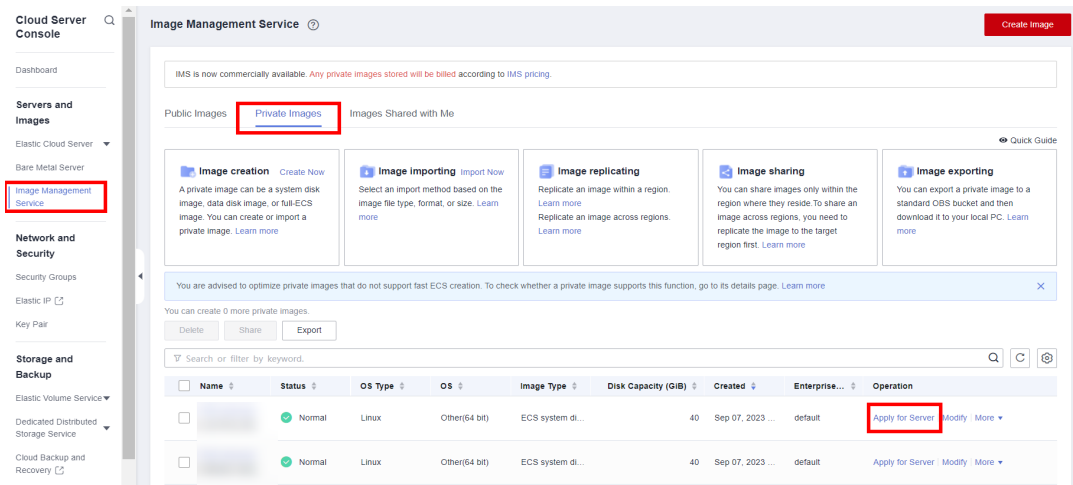 Cloud Server
Console
Dashboard
Servers and
Images
Elastic Cloud Server
Bare Metal Server
Image Management
Service
Network and
Security
Security Groups
Elastic IP
Key Pair
Storage and
Backup
Elastic Volume Service
Dedicated Distributed
Storage Service
Cloud Backup and
Recovery
Image Management Service
Create Image
IMS is now commercially available. Any private images stored will be billed according to IMS pricing.
Public Images Private Images Images Shared with Me
Quick Guide
Image creation Create Now
A private image can be a system disk
image, data disk image, or full-ECS
image. You can create or import a
private image. Learn more
Image importing Import Now
Select an import method based on the
image file type, format, or size. Learn
more
Image replicating
Replicate an image within a region.
Learn more
Replicate an image across regions.
Learn more
Image sharing
You can share images only within the
region where they reside.To share an
image across regions, you need to
replicate the image to the target
region first. Learn more
Image exporting
You can export a private image to a
standard OBS bucket and then
download it to your local PC. Learn
more
You are advised to optimize private images that do not support fast ECS creation. To check whether a private image supports this function, go to its details page. Learn more
You can create 0 more private images.
Delete Share Export
Search or filter by keyword.
Name Status OS Type OS Image Type Disk Capacity (GiB) Created Enterprise... Operation
Normal Linux Other(64 bit) ECS system di... 40 Sep 07, 2023 ... default Apply for Server Modify More
Normal Linux Other(64 bit) ECS system di... 40 Sep 07, 2023 ... default Apply for Server Modify More